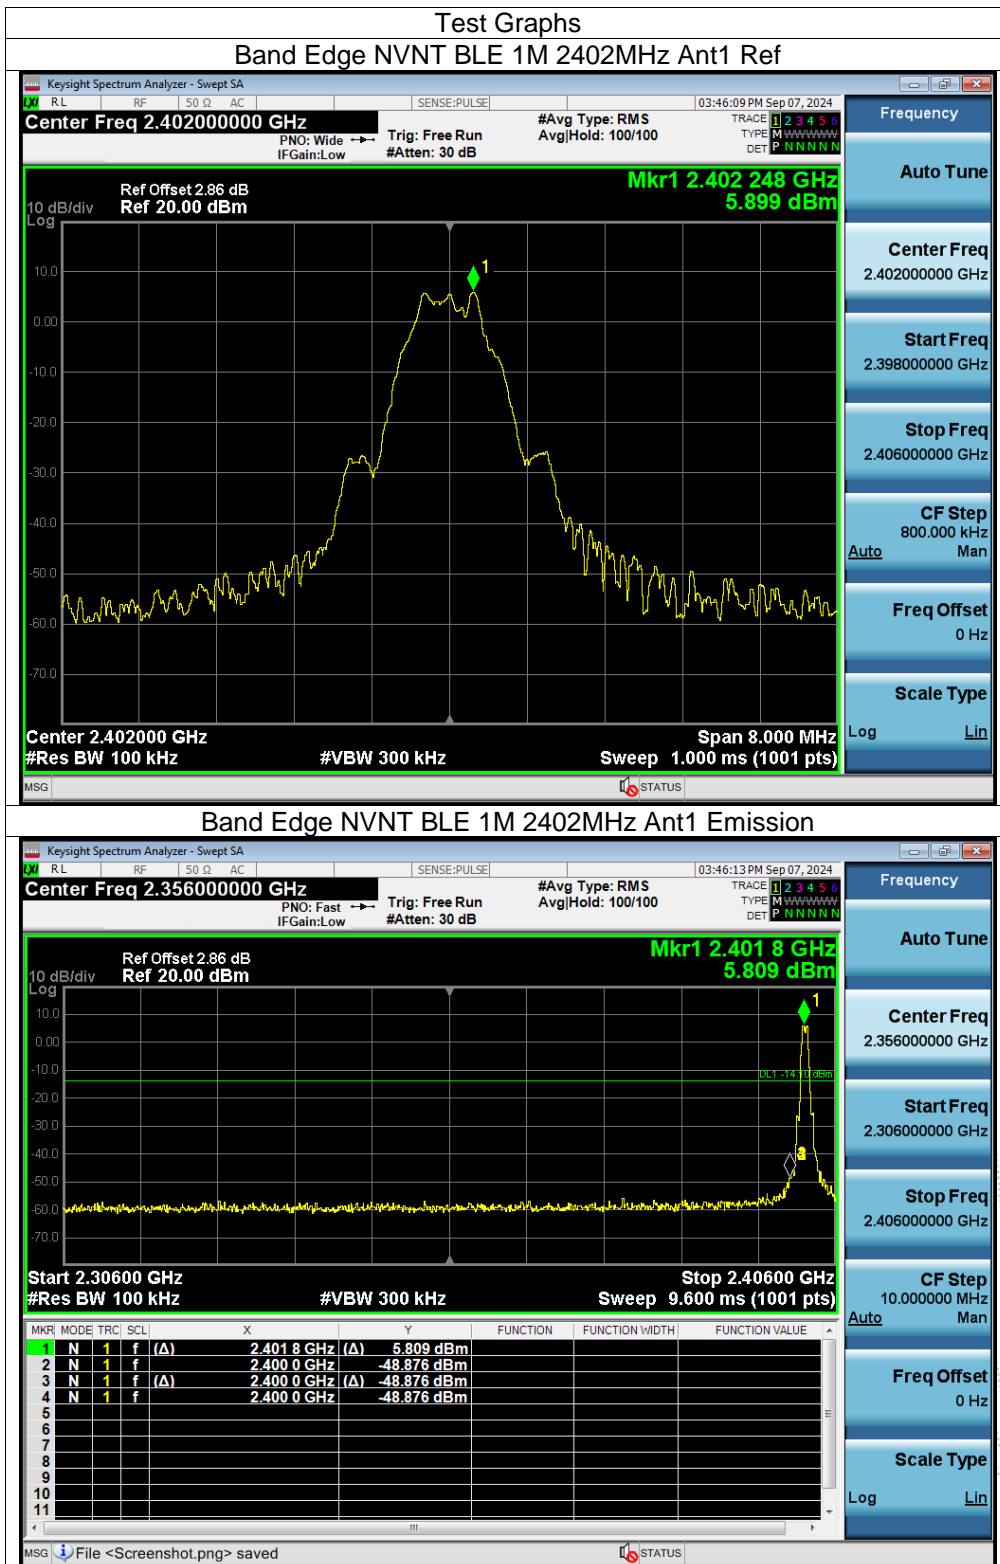 Test Graphs
Band Edge NVNT BLE 1M 2402MHz Ant1 Ref
Keysight Spectrum Analyzer - Swept SA
LXI RL RF 50 Ω AC SENSE:PULSE 03:46:09 PM Sep 07, 2024
Center Freq 2.402000000 GHz
#Avg Type: RMS
TRACE 1 2 3 4 5 6
PNO: Wide
Trig: Free Run
Avg|Hold: 100/100
TYPE M WWWWW
IFGain:Low
#Atten: 30 dB
DET P N N N N N
Mkr1 2.402 248 GHz
5.899 dBm
Ref Offset 2.86 dB
10 dB/div Ref 20.00 dBm
Log
10.0
1
0.00
-10.0
-20.0
-30.0
-40.0
-50.0
-60.0
-70.0
Center 2.402000 GHz Span 8.000 MHz
#Res BW 100 kHz #VBW 300 kHz Sweep 1.000 ms (1001 pts)
MSG STATUS
Frequency
Auto Tune
Center Freq
2.402000000 GHz
Start Freq
2.398000000 GHz
Stop Freq
2.406000000 GHz
CF Step
800.000 kHz
Auto Man
Freq Offset
0 Hz
Scale Type
Log Lin
Band Edge NVNT BLE 1M 2402MHz Ant1 Emission
Keysight Spectrum Analyzer - Swept SA
LXI RL RF 50 Ω AC SENSE:PULSE 03:46:13 PM Sep 07, 2024
Center Freq 2.356000000 GHz
#Avg Type: RMS
TRACE 1 2 3 4 5 6
PNO: Fast
Trig: Free Run
Avg|Hold: 100/100
TYPE M WWWWW
IFGain:Low
#Atten: 30 dB
DET P N N N N N
Mkr1 2.401 8 GHz
5.809 dBm
Ref Offset 2.86 dB
10 dB/div Ref 20.00 dBm
Log
10.0
1
0.00
-10.0
DL1 -14.10 dBm
-20.0
-30.0
-40.0
-50.0
-60.0
-70.0
Start 2.30600 GHz Stop 2.40600 GHz
#Res BW 100 kHz #VBW 300 kHz Sweep 9.600 ms (1001 pts)
MKR MODE TRC SCL X Y FUNCTION FUNCTION WIDTH FUNCTION VALUE
1 N 1 f (Δ) 2.401 8 GHz (Δ) 5.809 dBm
2 N 1 f 2.400 0 GHz -48.876 dBm
3 N 1 f (Δ) 2.400 0 GHz (Δ) -48.876 dBm
4 N 1 f 2.400 0 GHz -48.876 dBm
5
6
7
8
9
10
11
MSG File <Screenshot.png> saved STATUS
Frequency
Auto Tune
Center Freq
2.356000000 GHz
Start Freq
2.306000000 GHz
Stop Freq
2.406000000 GHz
CF Step
10.000000 MHz
Auto Man
Freq Offset
0 Hz
Scale Type
Log Lin